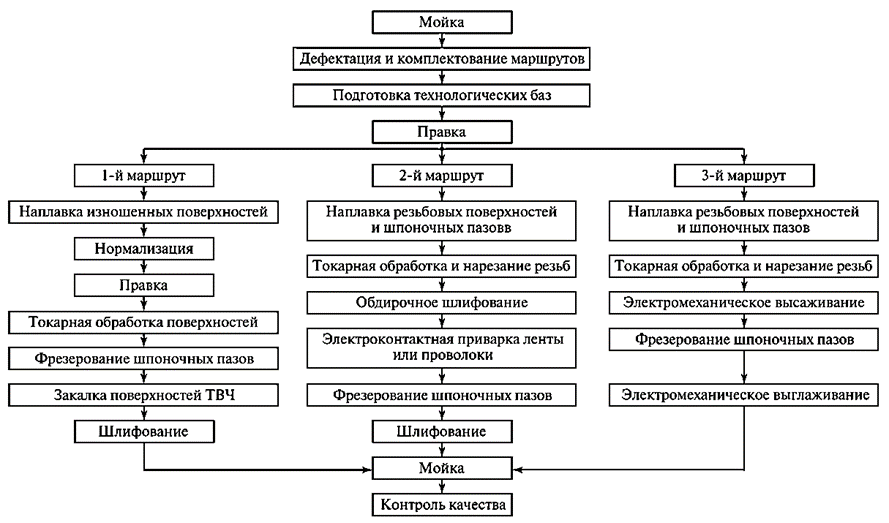 Мойка
Дефектация и комплектование маршрутов
Подготовка технологических баз
Правка
1-й маршрут
Наплавка изношенных поверхностей
Нормализация
Правка
Токарная обработка поверхностей
Фрезерование шпоночных пазов
Закалка поверхностей ТВЧ
Шлифование
2-й маршрут
Наплавка резьбовых поверхностей
и шпоночных пазовв
Токарная обработка и нарезание резьб
Обдирочное шлифование
Электроконтактная приварка ленты
или проволоки
Фрезерование шпоночных пазов
Шлифование
3-й маршрут
Наплавка резьбовых поверхностей
и шпоночных пазов
Токарная обработка и нарезание резьб
Электромеханическое высаживание
Фрезерование шпоночных пазов
Электромеханическое выглаживание
Мойка
Контроль качества